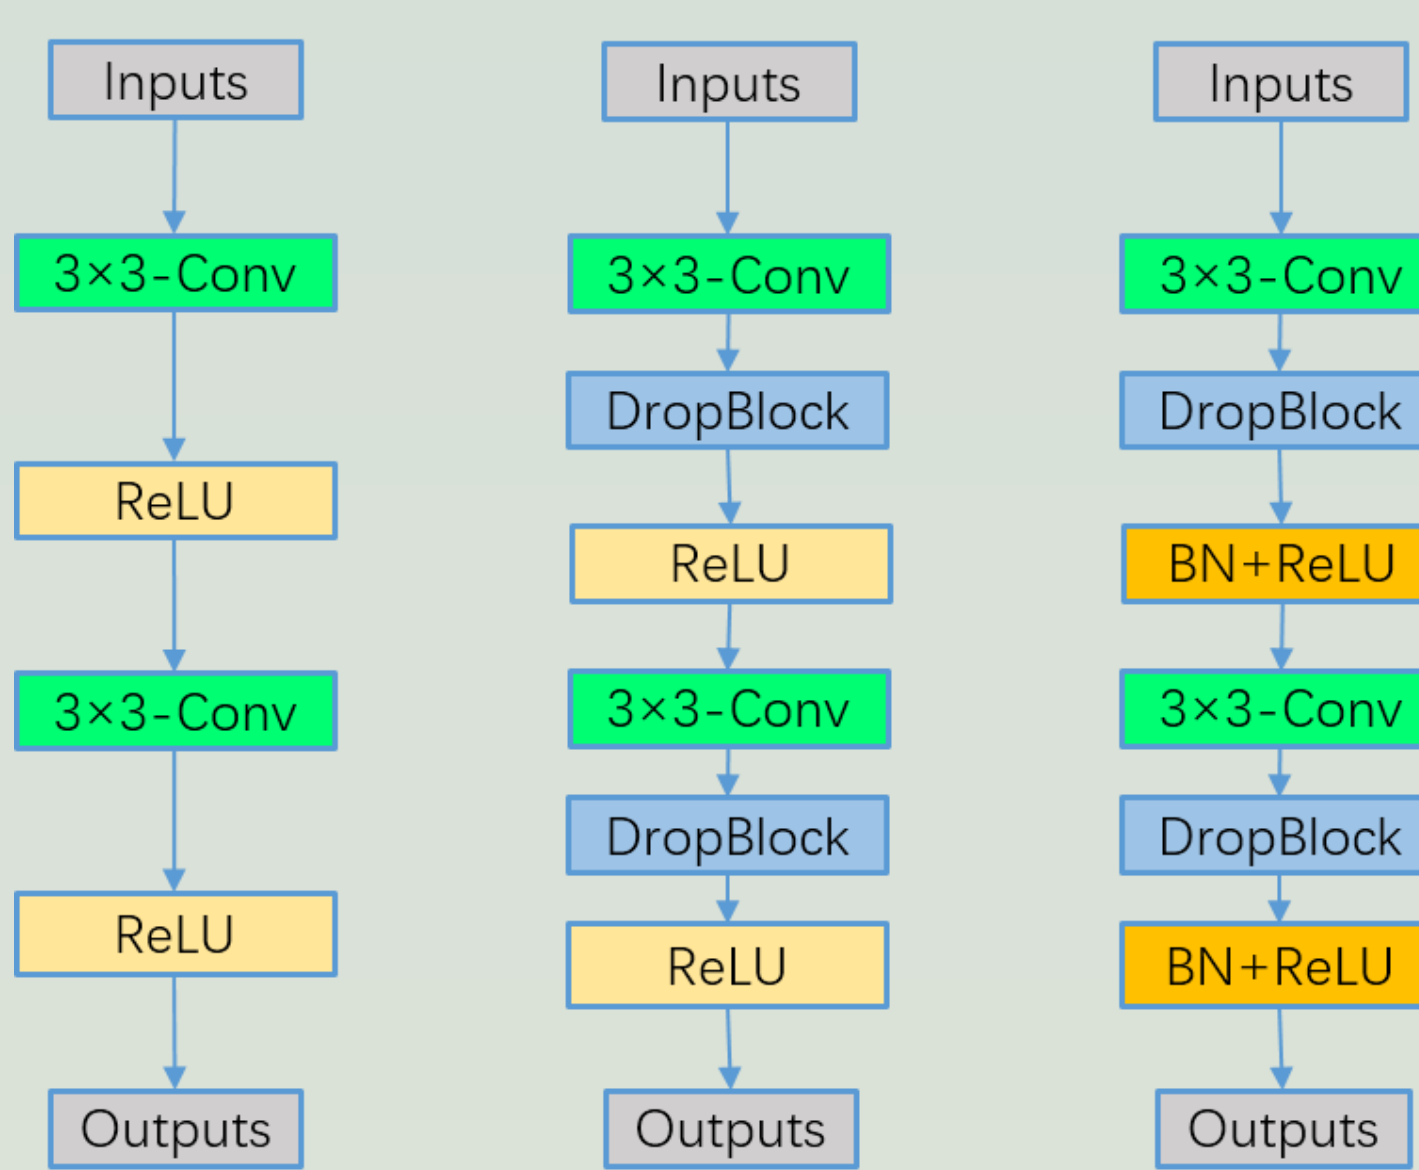 Inputs
3×3-Conv
ReLU
3×3-Conv
ReLU
Outputs
Inputs
3×3-Conv
DropBlock
ReLU
3×3-Conv
DropBlock
ReLU
Outputs
Inputs
3×3-Conv
DropBlock
BN+ReLU
3×3-Conv
DropBlock
BN+ReLU
Outputs